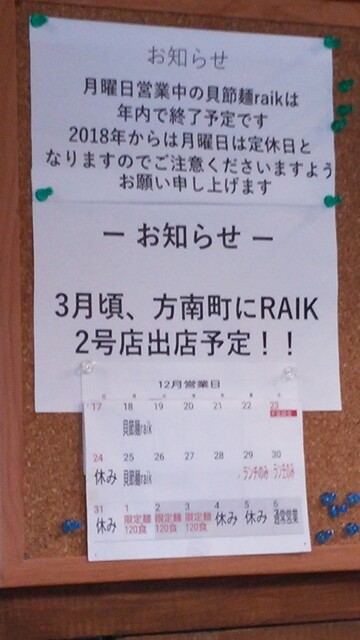 お知らせ
月曜日営業中の貝節麺raikは
年内で終了予定です
2018年からは月曜日は定休日と
なりますのでご注意くださいますよう
お願い申し上げます
ー お知らせ ー
3月頃、方南町にRAIK
2号店出店予定！！
12月営業日
17 18 19 20 21 22 23
貝節麺raik
24 25 26 27 28 29 30
休み 貝節麺raik ランチのみ ランチのみ
31 1 2 3 4 5 6
休み 限定麺 限定麺 限定麺 休み 休み 通常営業
120食 120食 120食